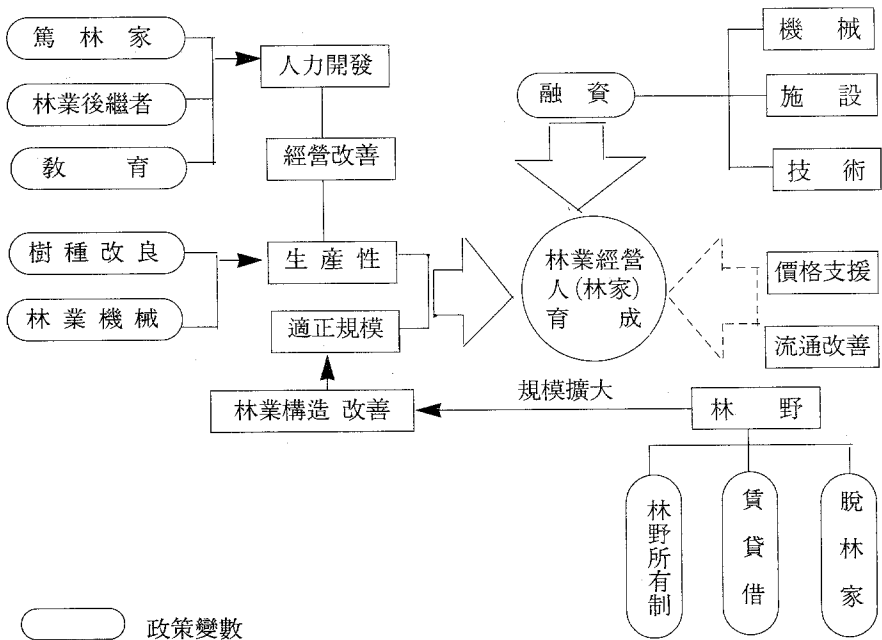 篤林家
林業後繼者
敎育
人力開發
經營改善
融資
機械
施設
技術
樹種改良
林業機械
生産性
適正規模
林業構造 改善
林業經營
人(林家)
育成
價格支援
流通改善
規模擴大
林野
林野所有制
賃貸借
脫林家
政策變數